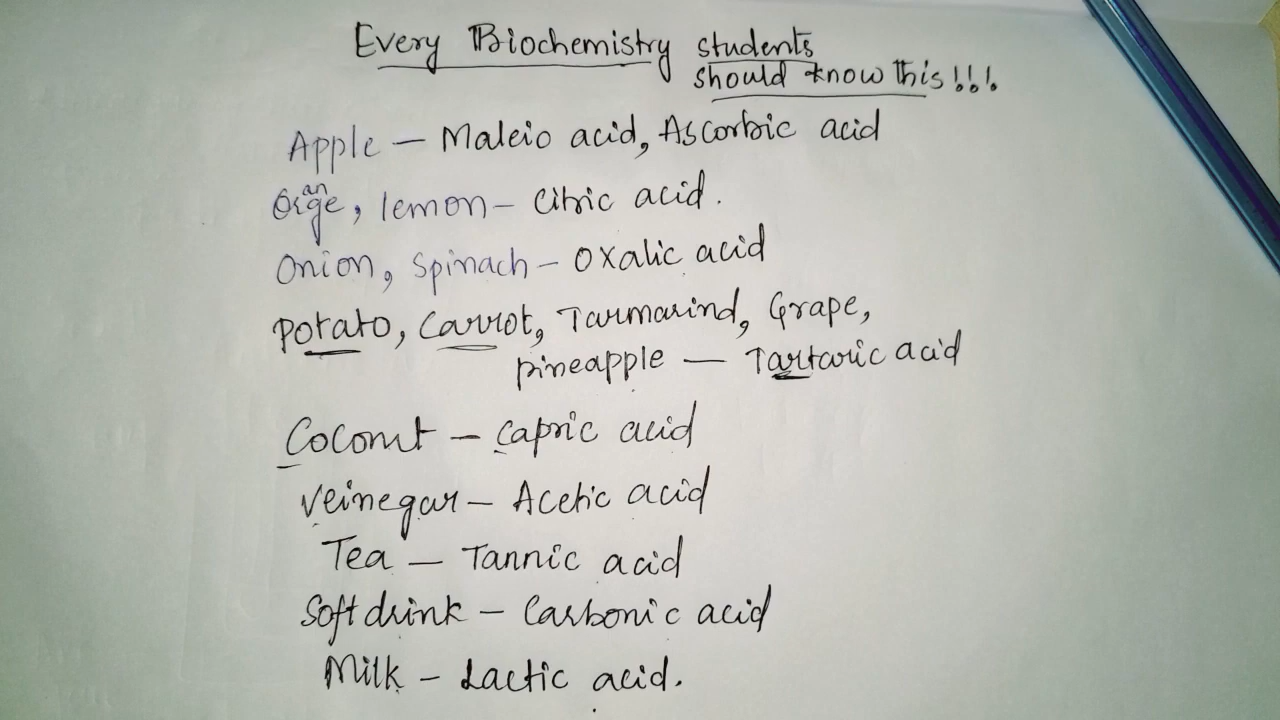 Every Biochemistry students
should know this!!!
Apple — Maleio acid, Ascorbic acid
Orange, lemon – Citric acid.
Onion, Spinach – Oxalic acid
Potato, Carrot, Tarmarind, Grape,
pineapple — Tartaric acid
Coconut – Capric acid
Veinegar – Acetic acid
Tea – Tannic acid
Soft drink – Carbonic acid
Milk – Lactic acid.